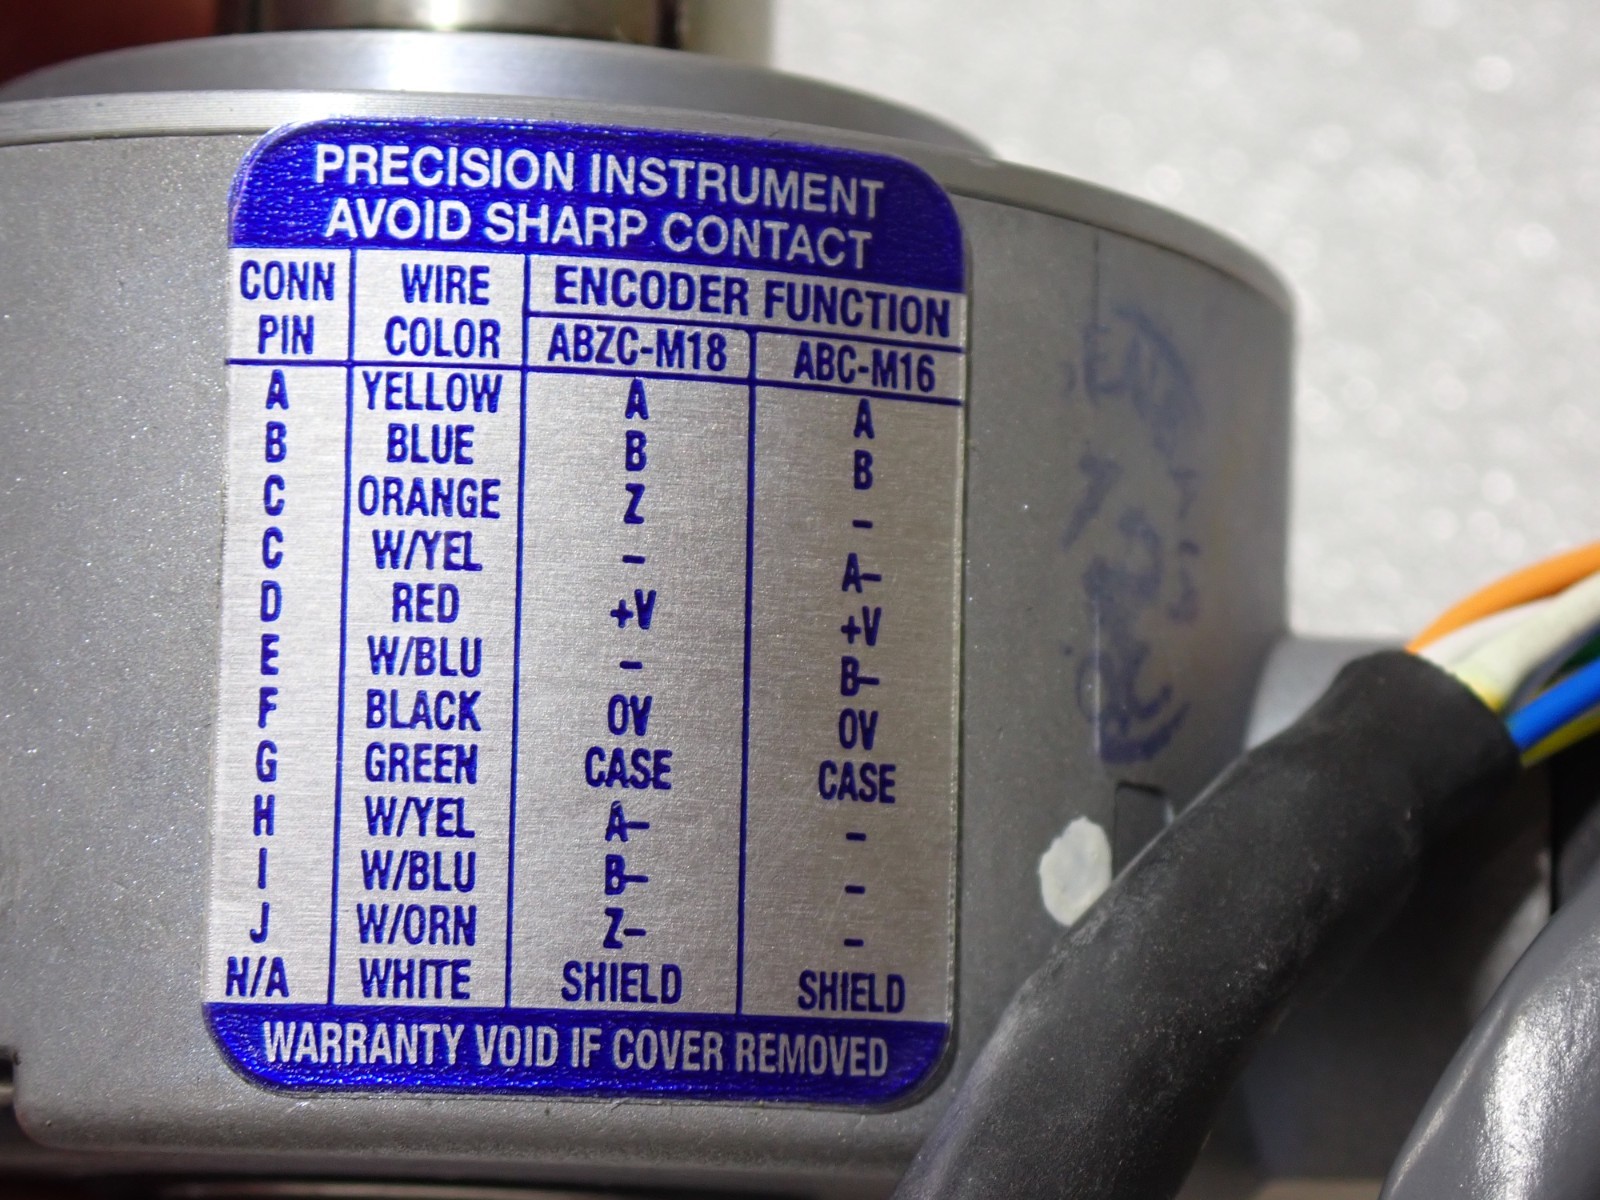 PRECISION INSTRUMENT
AVOID SHARP CONTACT
CONN WIRE ENCODER FUNCTION
PIN COLOR ABZC-M18 ABC-M16
A YELLOW A A
B BLUE B B
C ORANGE Z –
C W/YEL – A–
D RED +V +V
E W/BLU – B–
F BLACK 0V 0V
G GREEN CASE CASE
H W/YEL A– –
I W/BLU B– –
J W/ORN Z– –
N/A WHITE SHIELD SHIELD
WARRANTY VOID IF COVER REMOVED